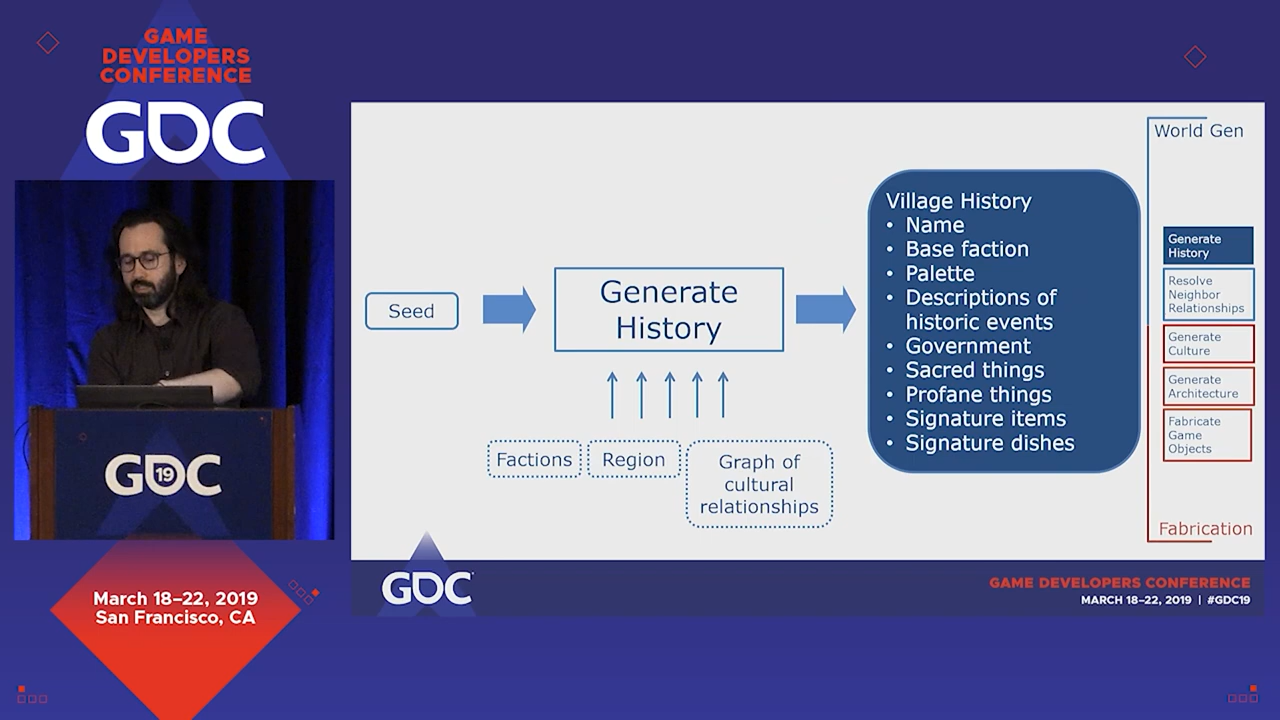 GAME
DEVELOPERS
CONFERENCE
GDC
GDC
19
March 18–22, 2019
San Francisco, CA
World Gen
Seed
Generate
History
Factions
Region
Graph of
cultural
relationships
Village History
• Name
• Base faction
• Palette
• Descriptions of
historic events
• Government
• Sacred things
• Profane things
• Signature items
• Signature dishes
Generate
History
Resolve
Neighbor
Relationships
Generate
Culture
Generate
Architecture
Fabricate
Game
Objects
Fabrication
GDC
GAME DEVELOPERS CONFERENCE
MARCH 18–22, 2019 | #GDC19